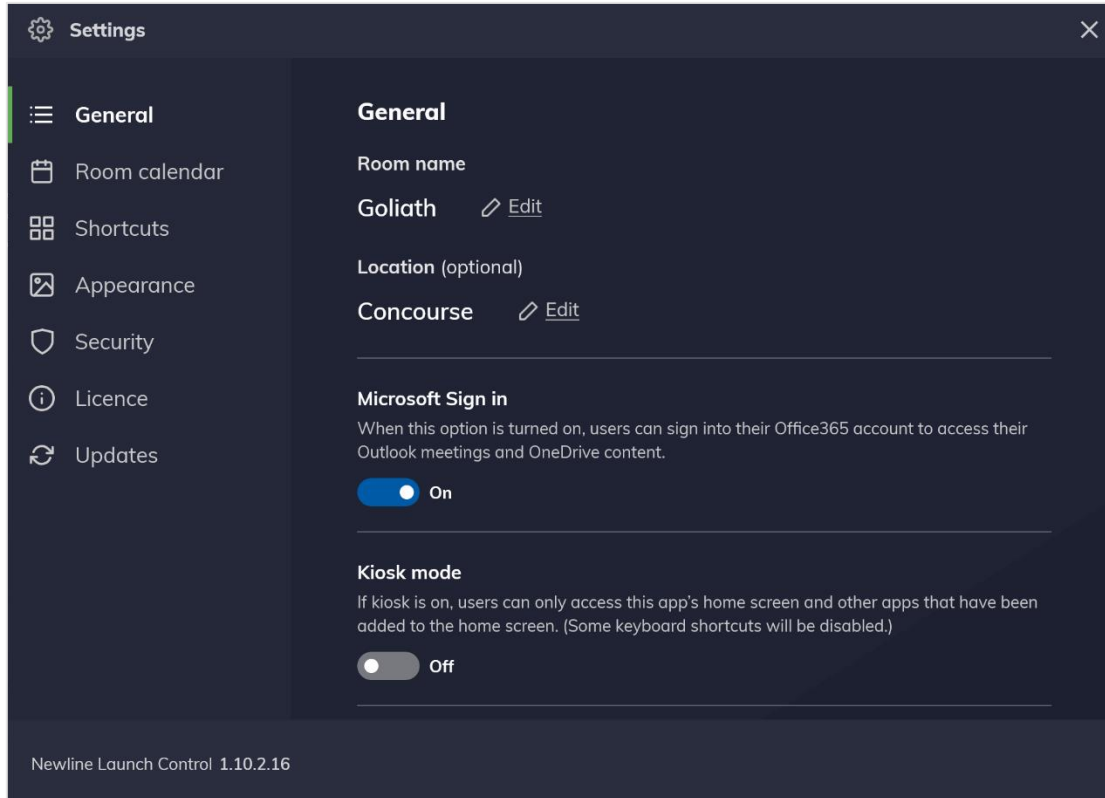 Settings
General
Room calendar
Shortcuts
Appearance
Security
Licence
Updates
General
Room name
Goliath Edit
Location (optional)
Concourse Edit
Microsoft Sign in
When this option is turned on, users can sign into their Office365 account to access their
Outlook meetings and OneDrive content.
On
Kiosk mode
If kiosk is on, users can only access this app's home screen and other apps that have been
added to the home screen. (Some keyboard shortcuts will be disabled.)
Off
Newline Launch Control 1.10.2.16